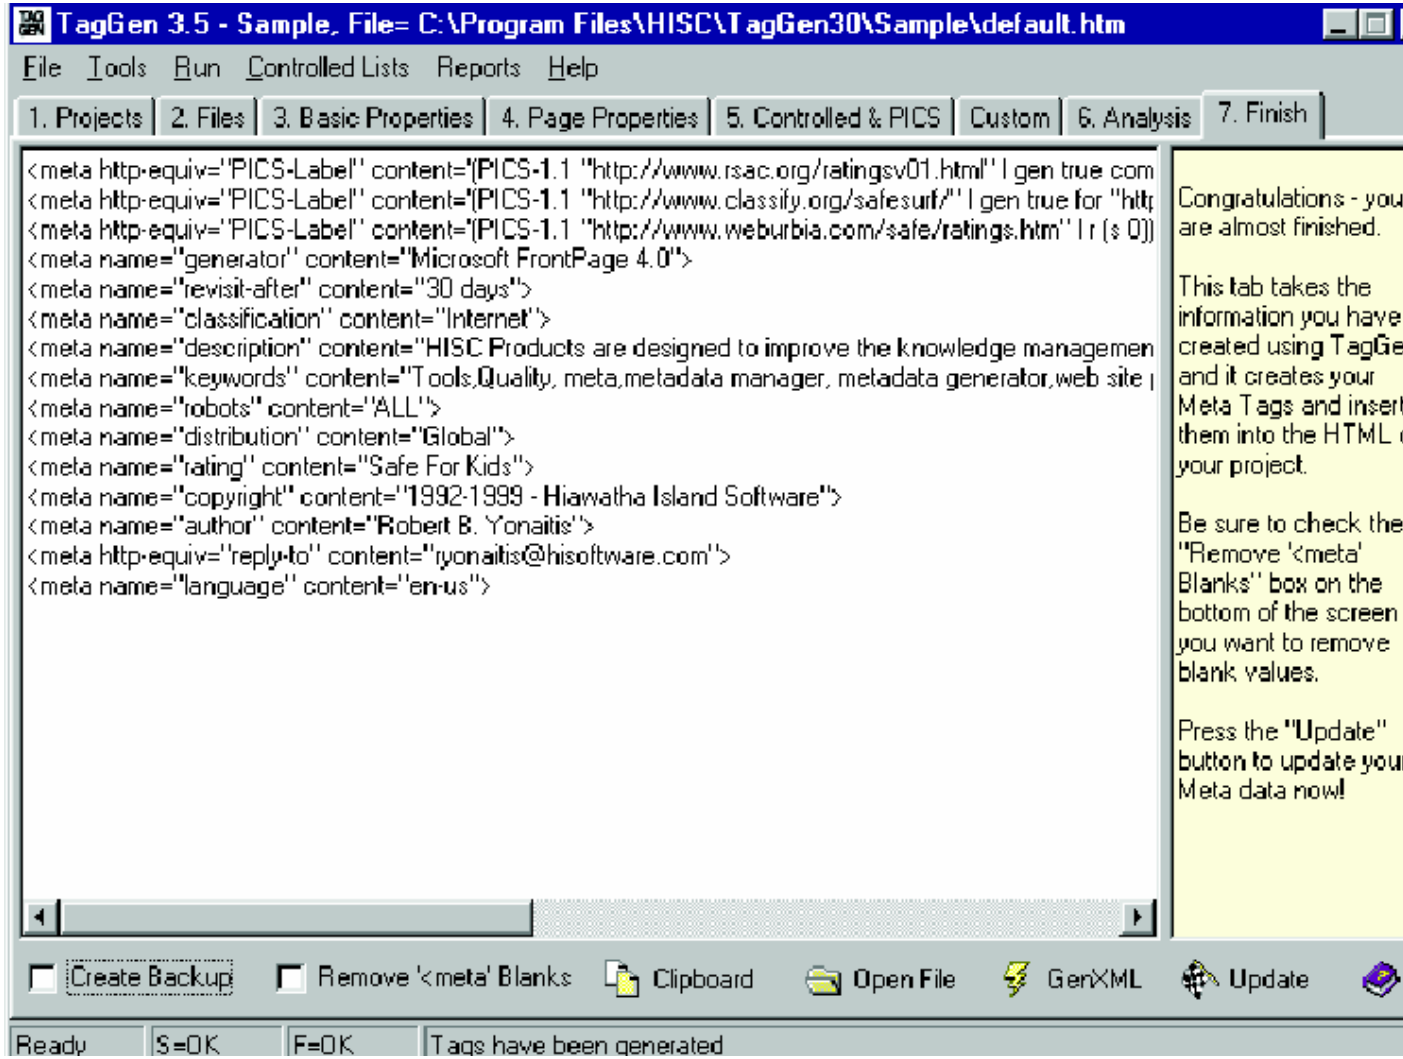 TagGen 3.5 - Sample, File= C:\Program Files\HISC\TagGen30\Sample\default.htm
File Tools Run Controlled Lists Reports Help
1. Projects 2. Files 3. Basic Properties 4. Page Properties 5. Controlled & PICS Custom 6. Analysis 7. Finish
<meta http-equiv="PICS-Label" content='(PICS-1.1 "http://www.rsac.org/ratingsv01.html" l gen true com
<meta http-equiv="PICS-Label" content='(PICS-1.1 "http://www.classify.org/safesurf/" l gen true for "http
<meta http-equiv="PICS-Label" content='(PICS-1.1 "http://www.weburbia.com/safe/ratings.htm" l r (s 0))
<meta name="generator" content="Microsoft FrontPage 4.0">
<meta name="revisit-after" content="30 days">
<meta name="classification" content="Internet">
<meta name="description" content="HISC Products are designed to improve the knowledge managemen
<meta name="keywords" content="Tools,Quality, meta,metadata manager, metadata generator,web site
<meta name="robots" content="ALL">
<meta name="distribution" content="Global">
<meta name="rating" content="Safe For Kids">
<meta name="copyright" content="1992-1999 - Hiawatha Island Software">
<meta name="author" content="Robert B. Yonaitis">
<meta http-equiv="reply-to" content="ryonaitis@hisoftware.com">
<meta name="language" content="en-us">
Congratulations - you
are almost finished.
This tab takes the
information you have
created using TagGe
and it creates your
Meta Tags and insert
them into the HTML
your project.
Be sure to check the
"Remove '<meta'
Blanks" box on the
bottom of the screen
you want to remove
blank values.
Press the "Update"
button to update your
Meta data now!
Create Backup Remove '<meta' Blanks Clipboard Open File GenXML Update
Ready S=OK F=OK Tags have been generated